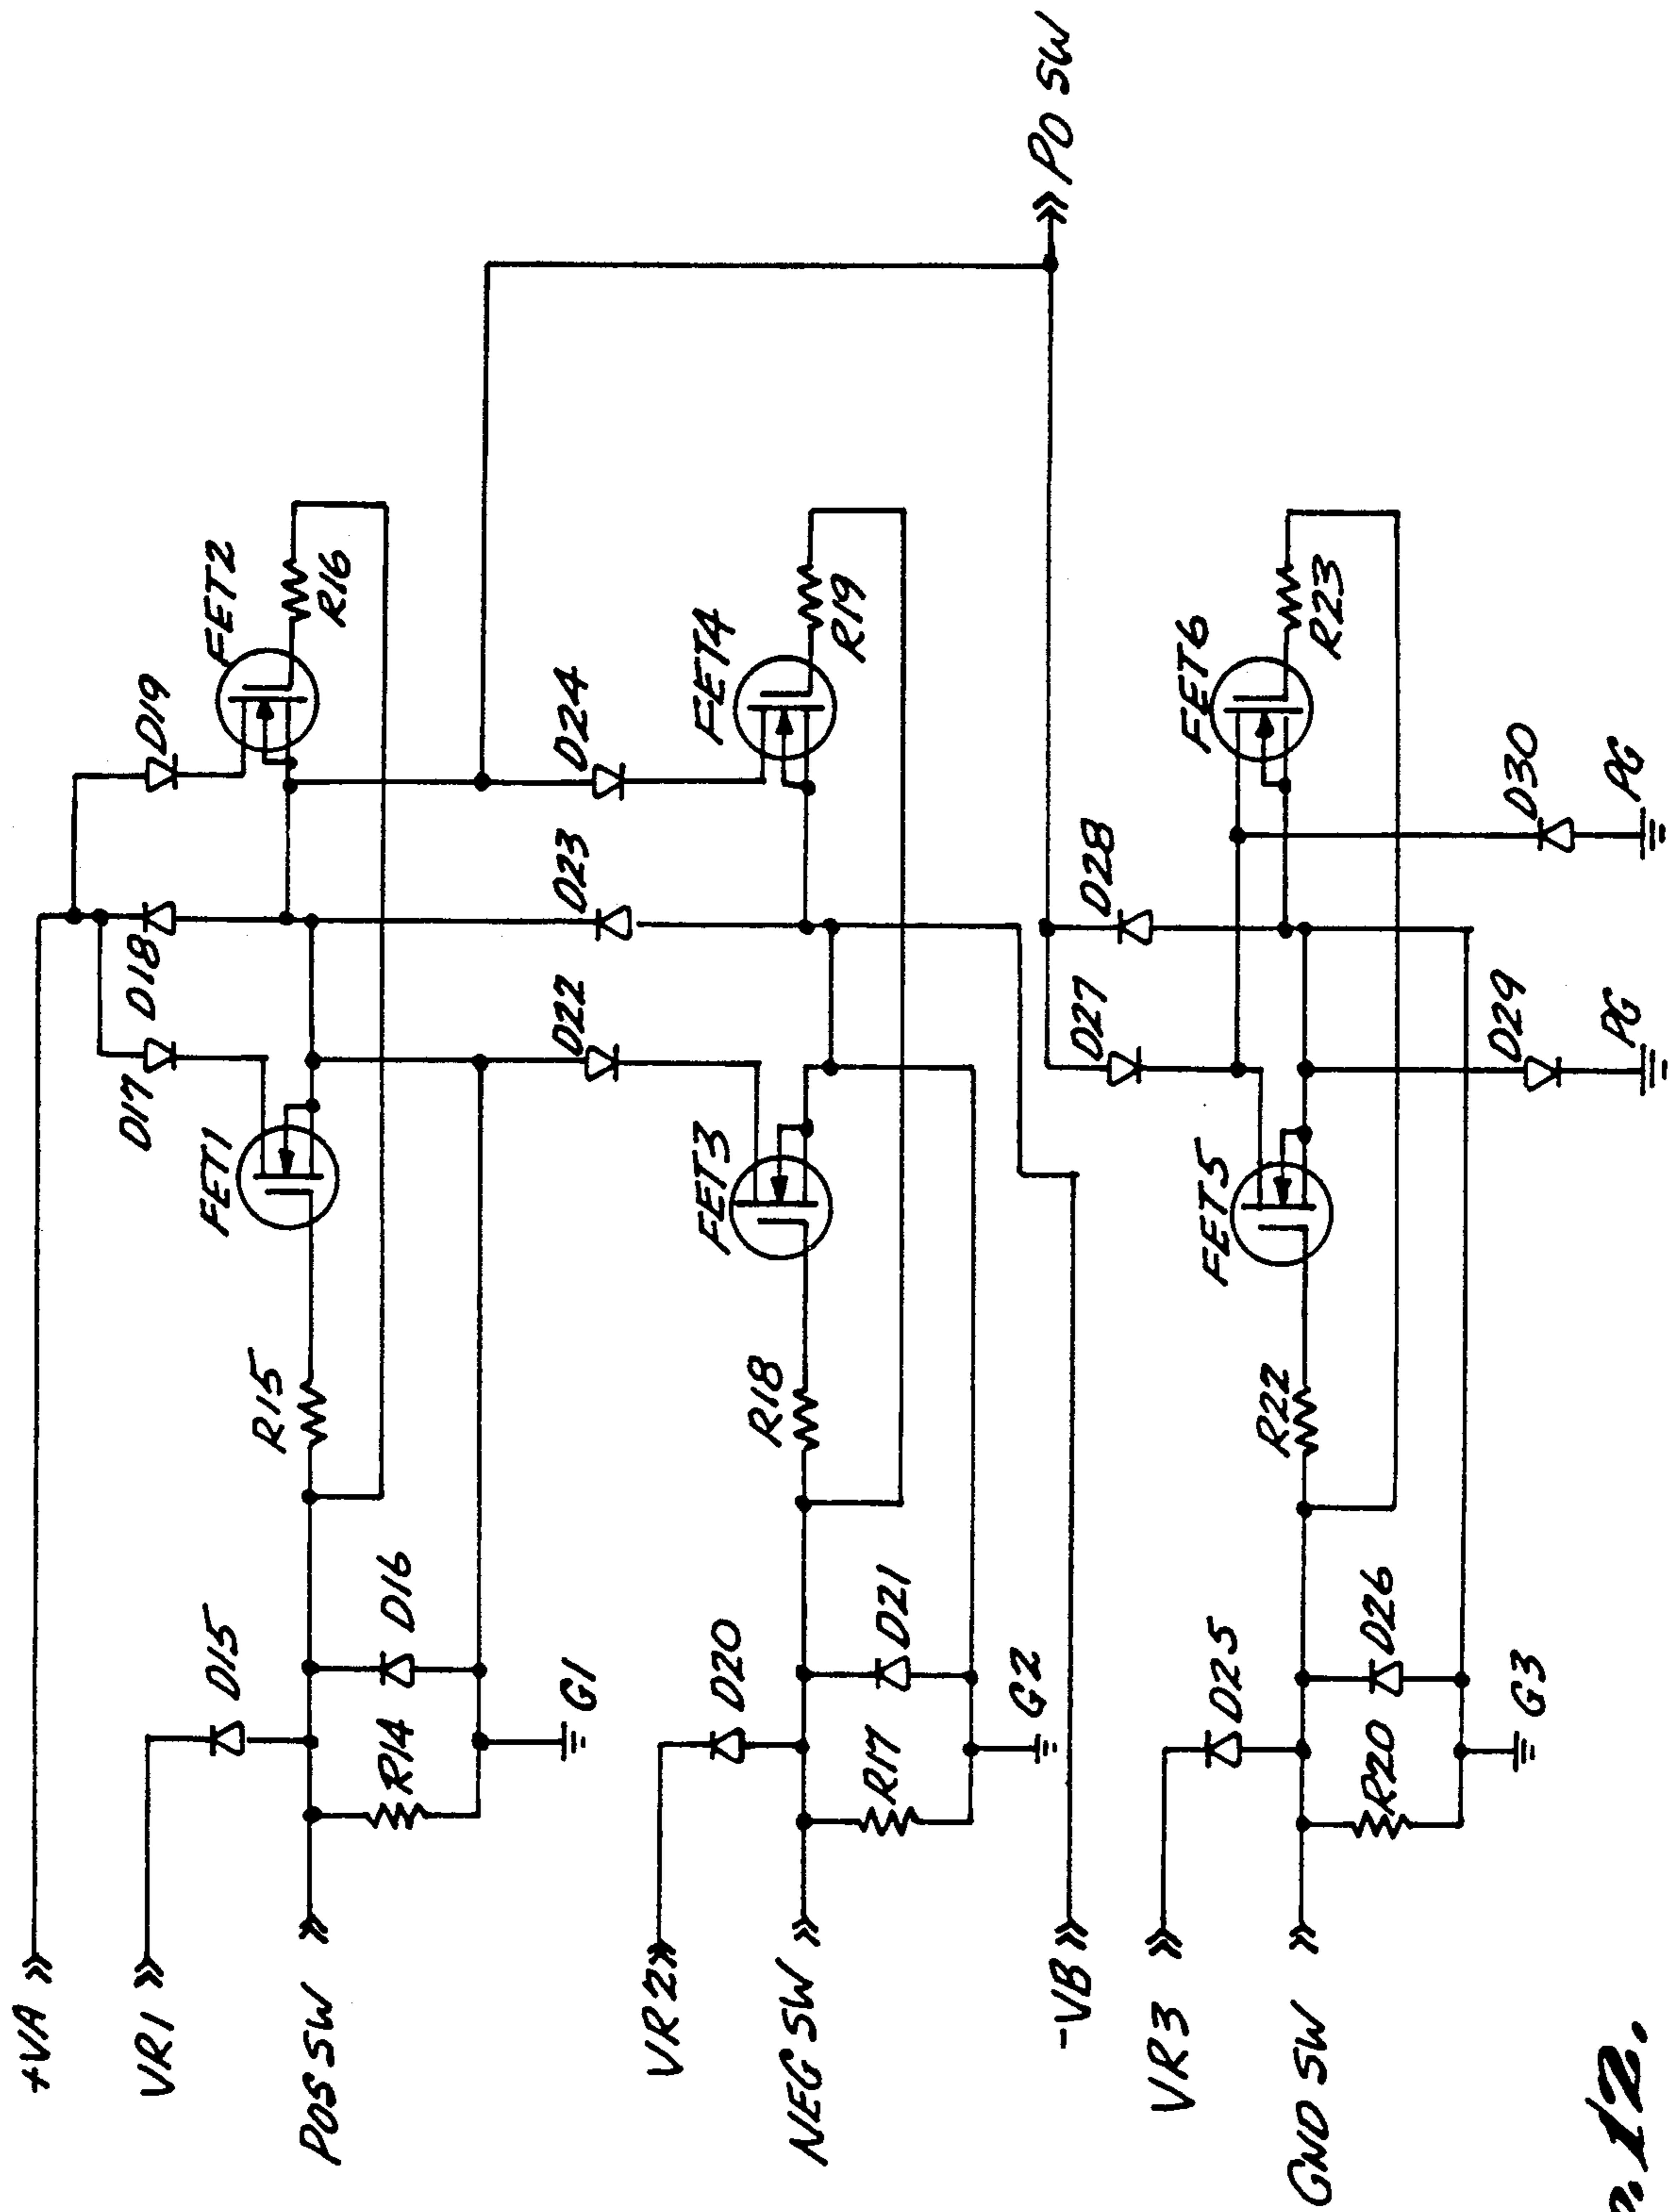 +VA
D19
FET2
D17
D18
VR1
D15
FET1
R15
R16
POS SW
D16
R14
G1
D22
D23
D24
FET4
VR2
D20
FET3
R18
R19
NEG SW
D21
R17
G2
PO SW
-VB
D27
D28
FET6
VR3
D25
FET5
R22
R23
GND SW
D26
R20
G3
D29
D30
PG
PG
12.